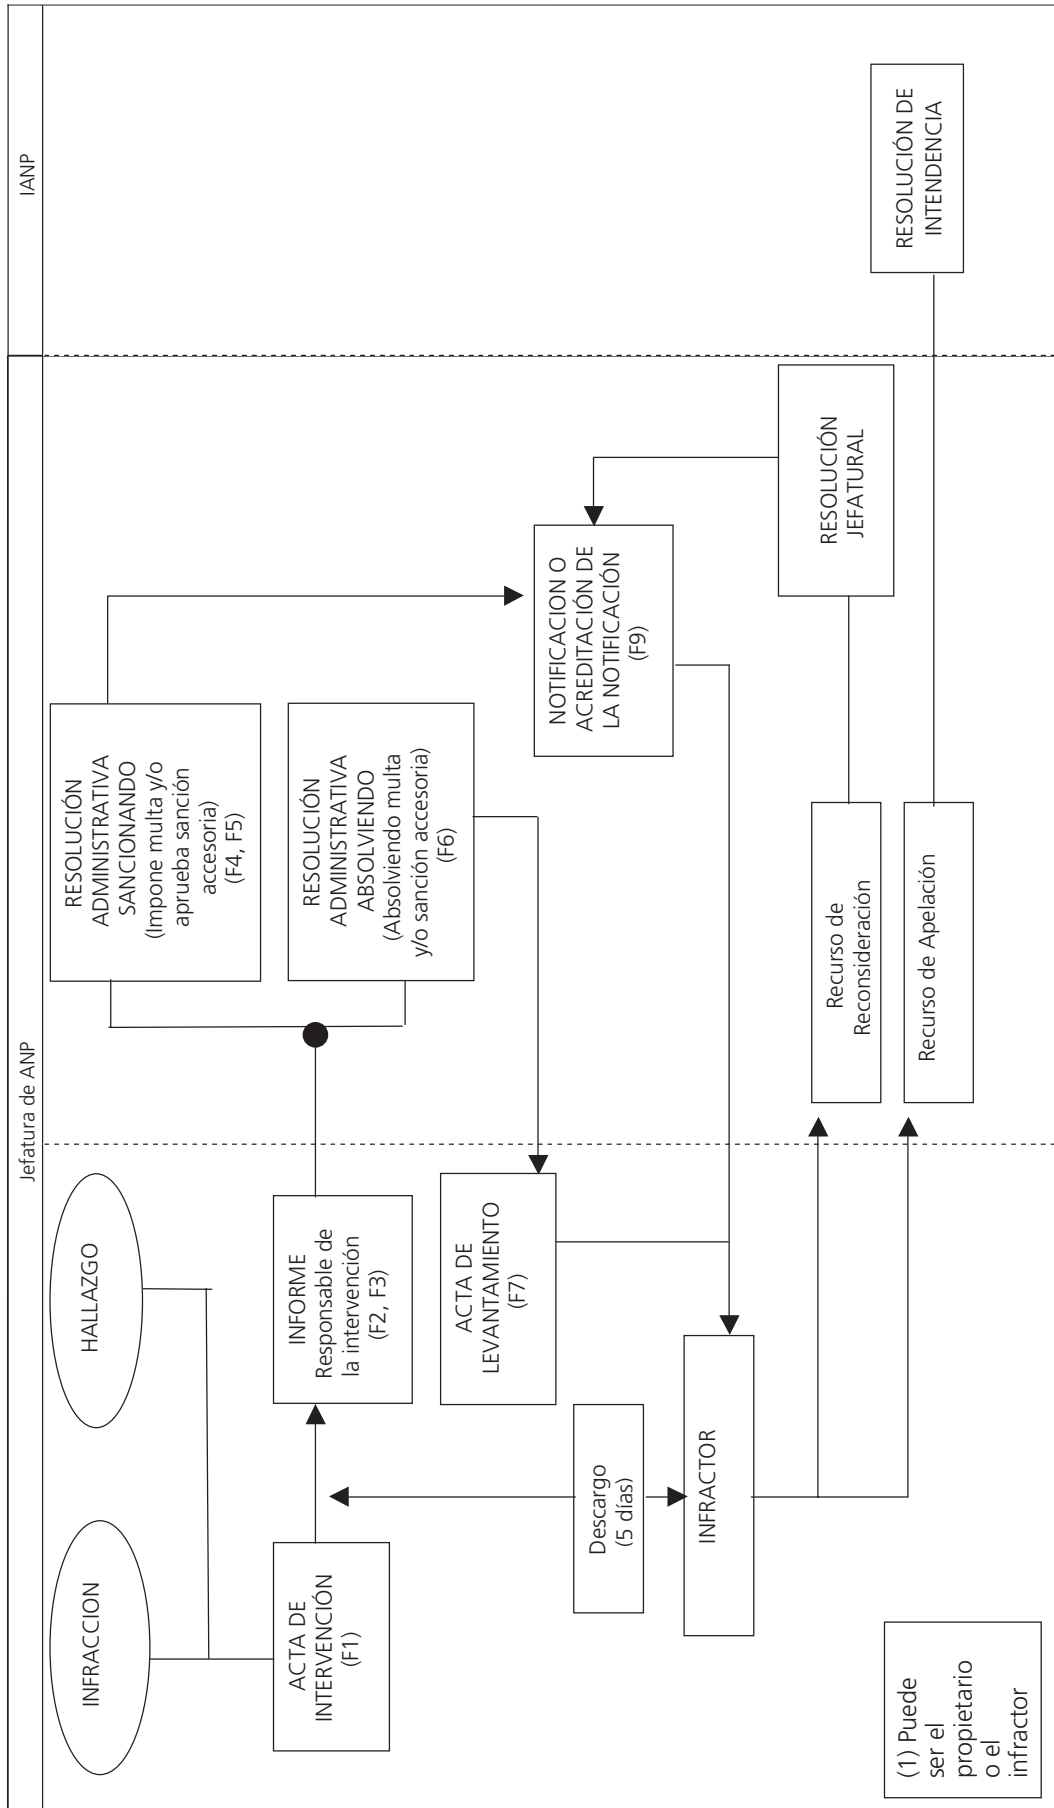 Jefatura de ANP
IANP
INFRACCION
HALLAZGO
ACTA DE
INTERVENCIÓN
(F1)
INFORME
Responsable de
la intervención
(F2, F3)
RESOLUCIÓN
ADMINISTRATIVA
SANCIONANDO
(Impone multa y/o
aprueba sanción
accesoria)
(F4, F5)
RESOLUCIÓN
ADMINISTRATIVA
ABSOLVIENDO
(Absolviendo multa
y/o sanción accesoria)
(F6)
ACTA DE
LEVANTAMIENTO
(F7)
NOTIFICACION O
ACREDITACIÓN DE
LA NOTIFICACIÓN
(F9)
Descargo
(5 días)
INFRACTOR
RESOLUCIÓN
JEFATURAL
Recurso de
Reconsideración
Recurso de Apelación
RESOLUCIÓN DE
INTENDENCIA
(1) Puede
ser el
propietario
o el
infractor